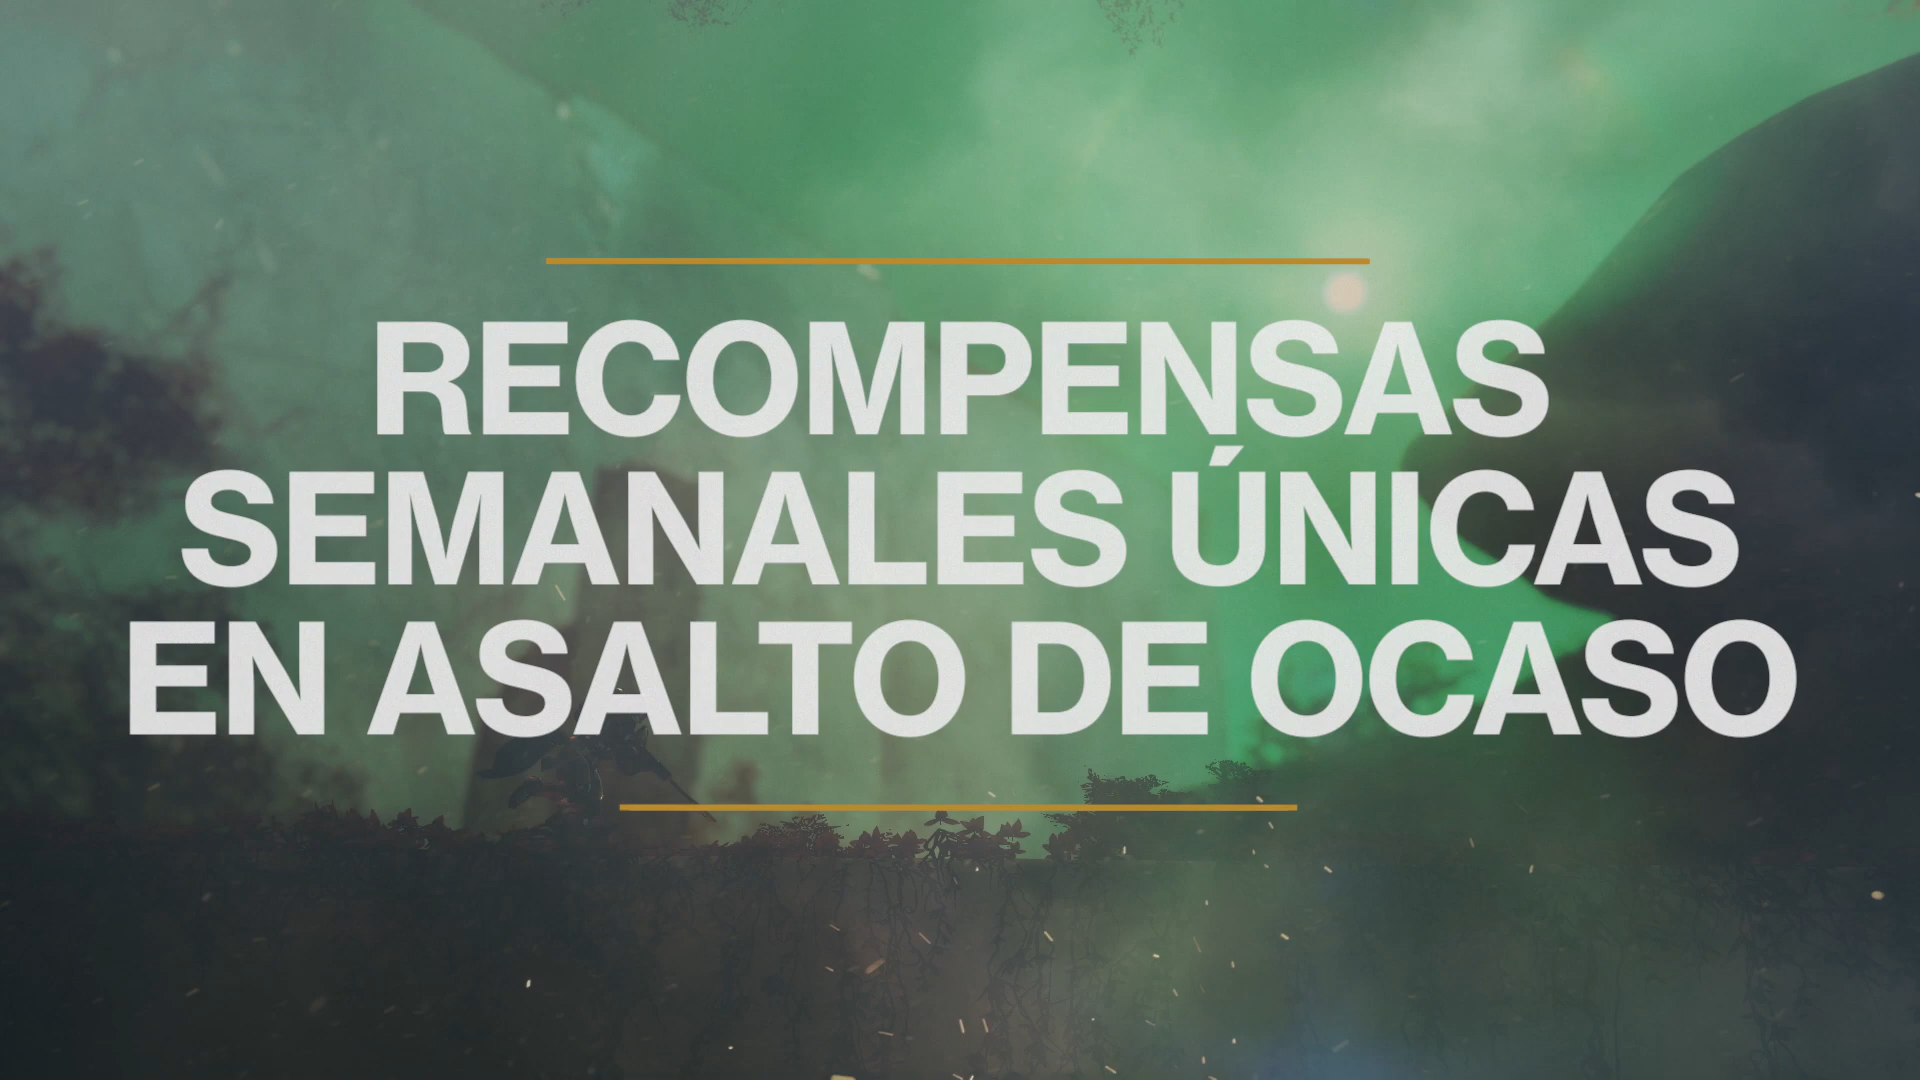 RECOMPENSAS
SEMANALES ÚNICAS
EN ASALTO DE OCASO